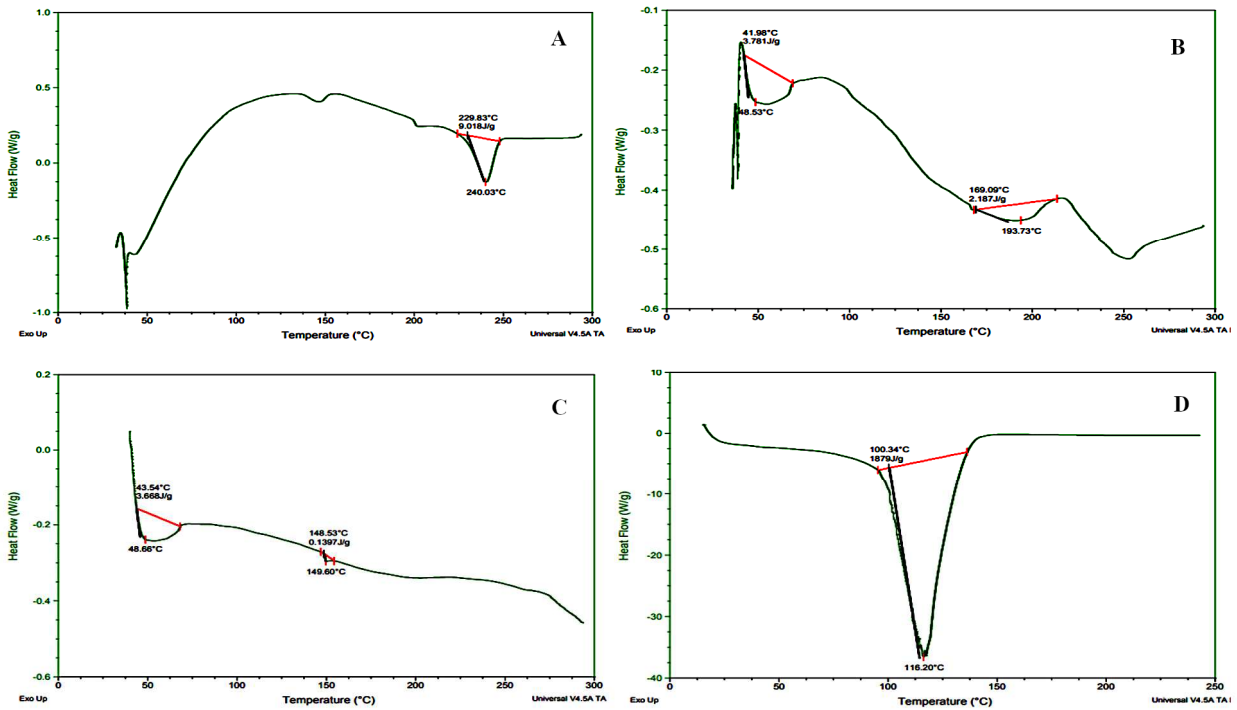 A
1.0
0.5
0.0
-0.5
-1.0
Heat Flow (W/g)
229.83°C
9.018J/g
240.03°C
0
50
100
150
200
250
300
Exo Up
Temperature (°C)
Universal V4.5A TA
B
-0.1
-0.2
-0.3
-0.4
-0.5
-0.6
Heat Flow (W/g)
41.98°C
3.781J/g
48.53°C
169.09°C
2.187J/g
193.73°C
0
50
100
150
200
250
300
Exo Up
Temperature (°C)
Universal V4.5A TA
C
0.2
0.0
-0.2
-0.4
-0.6
Heat Flow (W/g)
43.54°C
3.668J/g
48.66°C
148.53°C
0.1397J/g
149.60°C
0
50
100
150
200
250
300
Exo Up
Temperature (°C)
Universal V4.5A TA
D
10
0
-10
-20
-30
-40
Heat Flow (W/g)
100.34°C
1879J/g
116.20°C
0
50
100
150
200
250
Exo Up
Temperature (°C)
Universal V4.5A TA